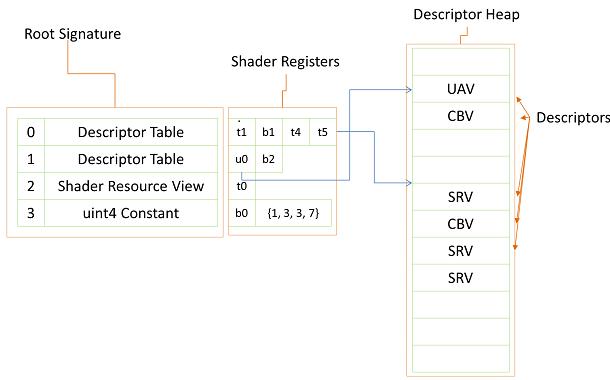 Descriptor Heap
Root Signature
Shader Registers
UAV
CBV
Descriptors
0 Descriptor Table t1 b1 t4 t5
1 Descriptor Table u0 b2
2 Shader Resource View t0
3 uint4 Constant b0 {1, 3, 3, 7}
SRV
CBV
SRV
SRV